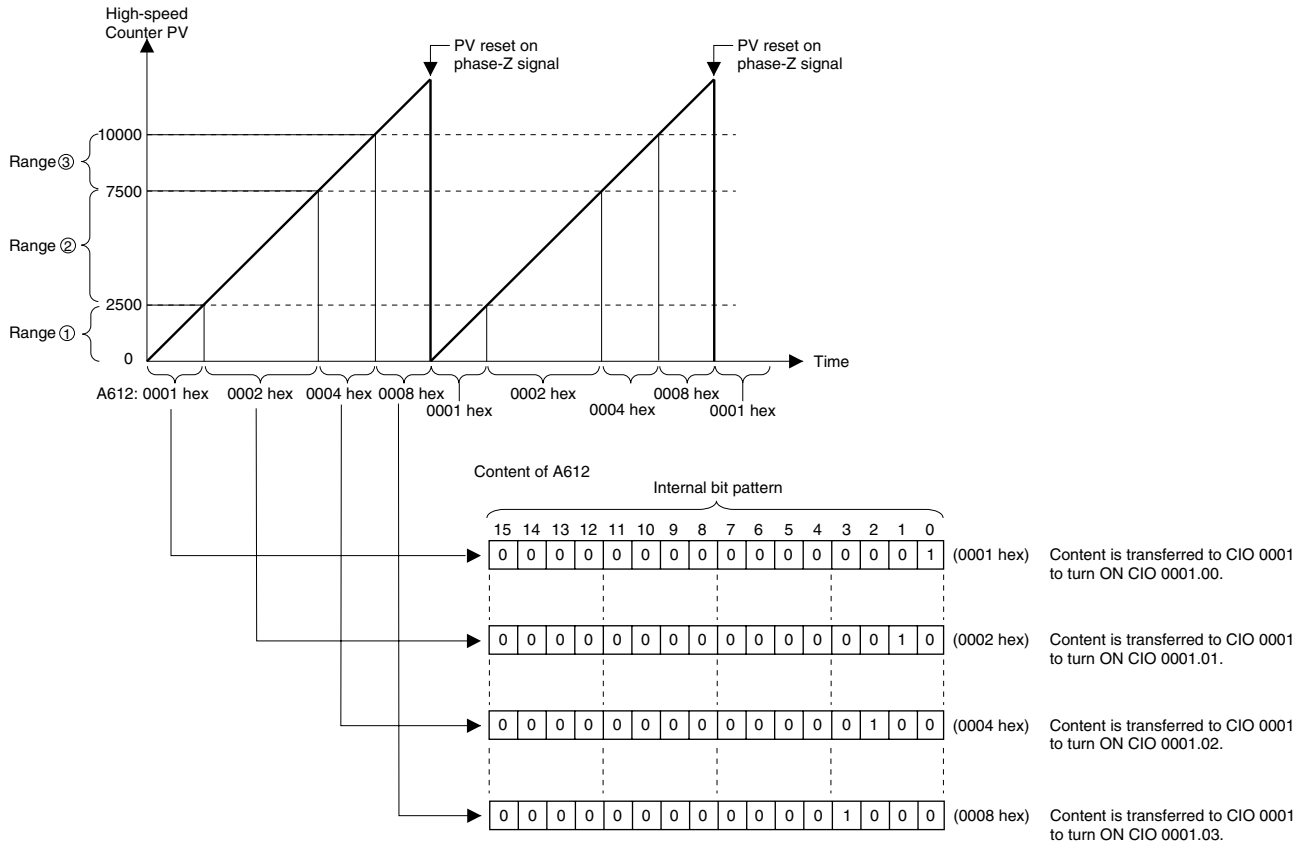 High-speed
Counter PV
PV reset on
phase-Z signal
PV reset on
phase-Z signal
10000
Range③
7500
Range②
2500
Range①
0
Time
A612: 0001 hex 0002 hex 0004 hex 0008 hex 0001 hex 0002 hex 0004 hex 0008 hex 0001 hex
Content of A612
Internal bit pattern
15 14 13 12 11 10 9 8 7 6 5 4 3 2 1 0
0 0 0 0 0 0 0 0 0 0 0 0 0 0 0 1 (0001 hex) Content is transferred to CIO 0001
to turn ON CIO 0001.00.
0 0 0 0 0 0 0 0 0 0 0 0 0 0 1 0 (0002 hex) Content is transferred to CIO 0001
to turn ON CIO 0001.01.
0 0 0 0 0 0 0 0 0 0 0 0 0 1 0 0 (0004 hex) Content is transferred to CIO 0001
to turn ON CIO 0001.02.
0 0 0 0 0 0 0 0 0 0 0 0 1 0 0 0 (0008 hex) Content is transferred to CIO 0001
to turn ON CIO 0001.03.